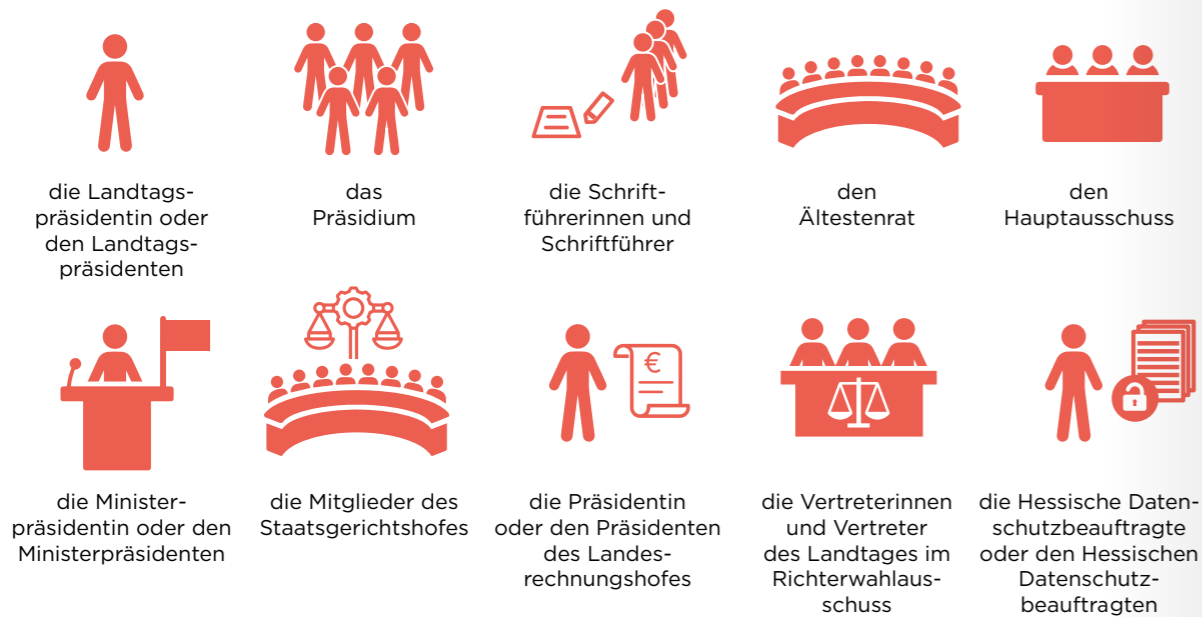 die Landtags-
präsidentin oder
den Landtags-
präsidenten
das
Präsidium
die Schrift-
führerinnen und
Schriftführer
den
Ältestenrat
den
Hauptausschuss
€
die Minister-
präsidentin oder den
Ministerpräsidenten
die Mitglieder des
Staatsgerichtshofes
die Präsidentin
oder den Präsidenten
des Landes-
rechnungshofes
die Vertreterinnen
und Vertreter
des Landtages im
Richterwahlaus-
schuss
die Hessische Daten-
schutzbeauftragte
oder den Hessischen
Datenschutz-
beauftragten